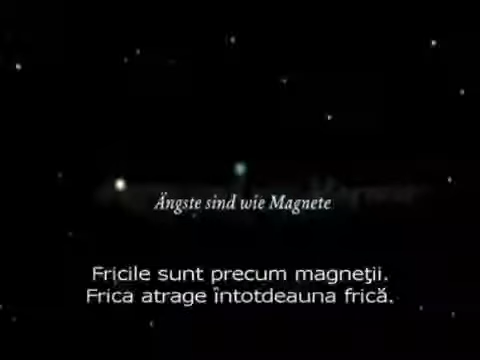 Ängste sind wie Magnete
Fricile sunt precum magneţii.
Frica atrage întotdeauna frică.